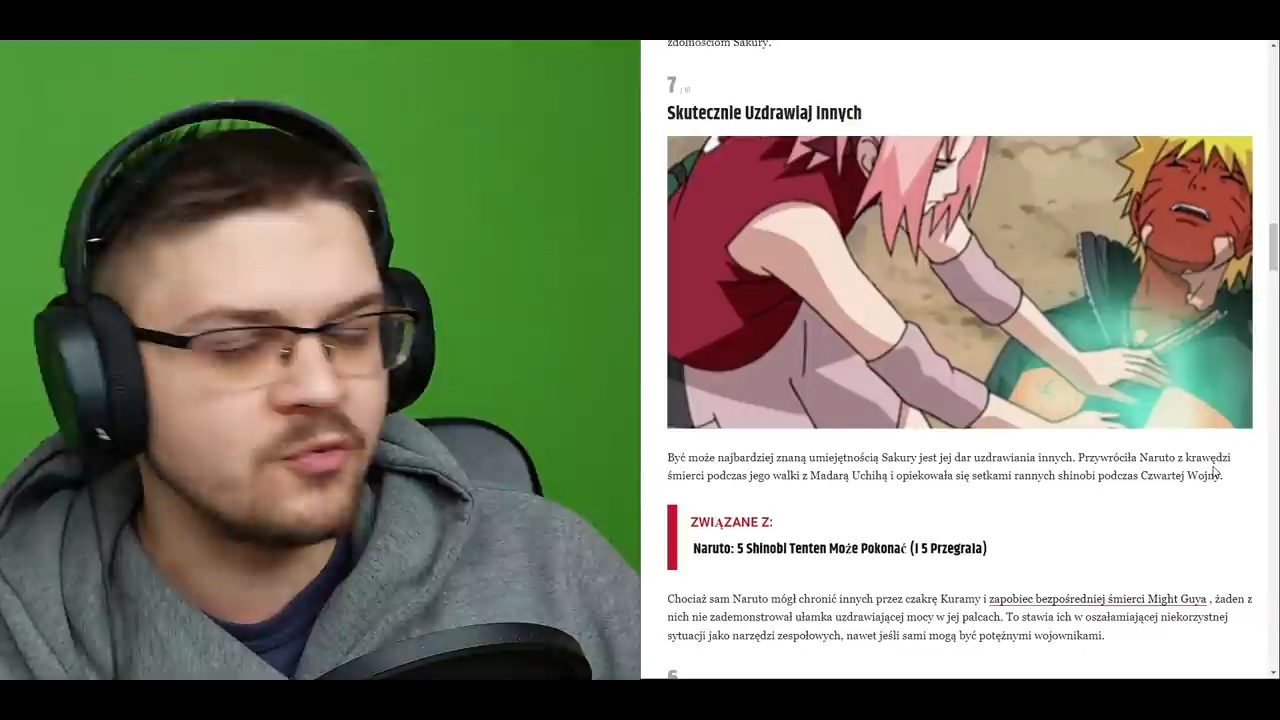 zdolnościom Sakury.
7 / 10
Skutecznie Uzdrawiaj Innych
Być może najbardziej znaną umiejętnością Sakury jest jej dar uzdrawiania innych. Przywróciła Naruto z krawędzi
śmierci podczas jego walki z Madarą Uchihą i opiekowała się setkami rannych shinobi podczas Czwartej Wojny.
ZWIĄZANE Z:
Naruto: 5 Shinobi Tenten Może Pokonać (I 5 Przegrała)
Chociaż sam Naruto mógł chronić innych przez czakrę Kuramy i zapobiec bezpośredniej śmierci Might Guya , żaden z
nich nie zademonstrował ułamka uzdrawiającej mocy w jej palcach. To stawia ich w oszałamiającej niekorzystnej
sytuacji jako narzędzi zespołowych, nawet jeśli sami mogą być potężnymi wojownikami.